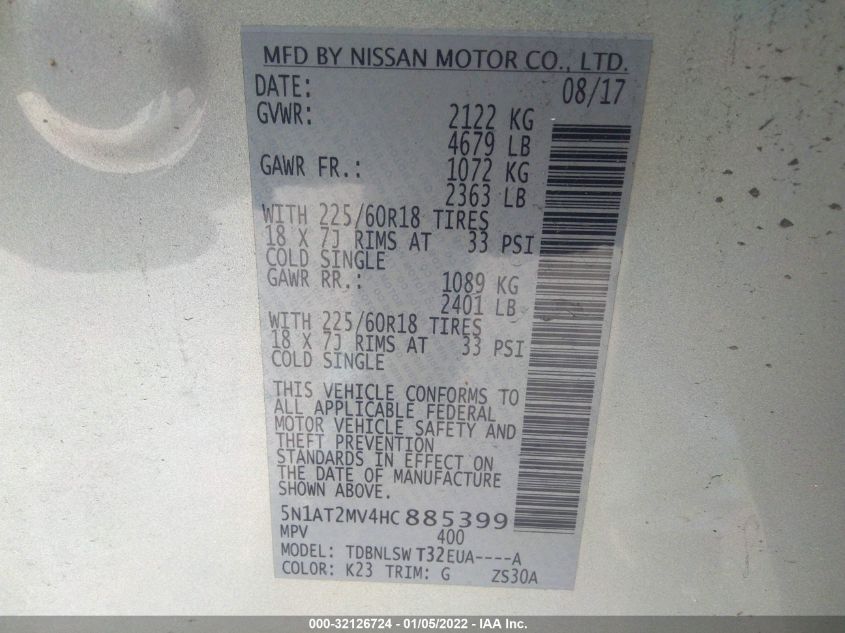 MFD BY NISSAN MOTOR CO., LTD.
DATE: 08/17
GVWR: 2122 KG
4679 LB
GAWR FR.: 1072 KG
2363 LB
WITH 225/60R18 TIRES
18 X 7J RIMS AT 33 PSI
COLD SINGLE
GAWR RR.: 1089 KG
2401 LB
WITH 225/60R18 TIRES
18 X 7J RIMS AT 33 PSI
COLD SINGLE
THIS VEHICLE CONFORMS TO
ALL APPLICABLE FEDERAL
MOTOR VEHICLE SAFETY AND
THEFT PREVENTION
STANDARDS IN EFFECT ON
THE DATE OF MANUFACTURE
SHOWN ABOVE.
5N1AT2MV4HC 885399
MPV 400
MODEL: TDBNLSW T32EUA----A
COLOR: K23 TRIM: G ZS30A
000-32126724 - 01/05/2022 - IAA Inc.